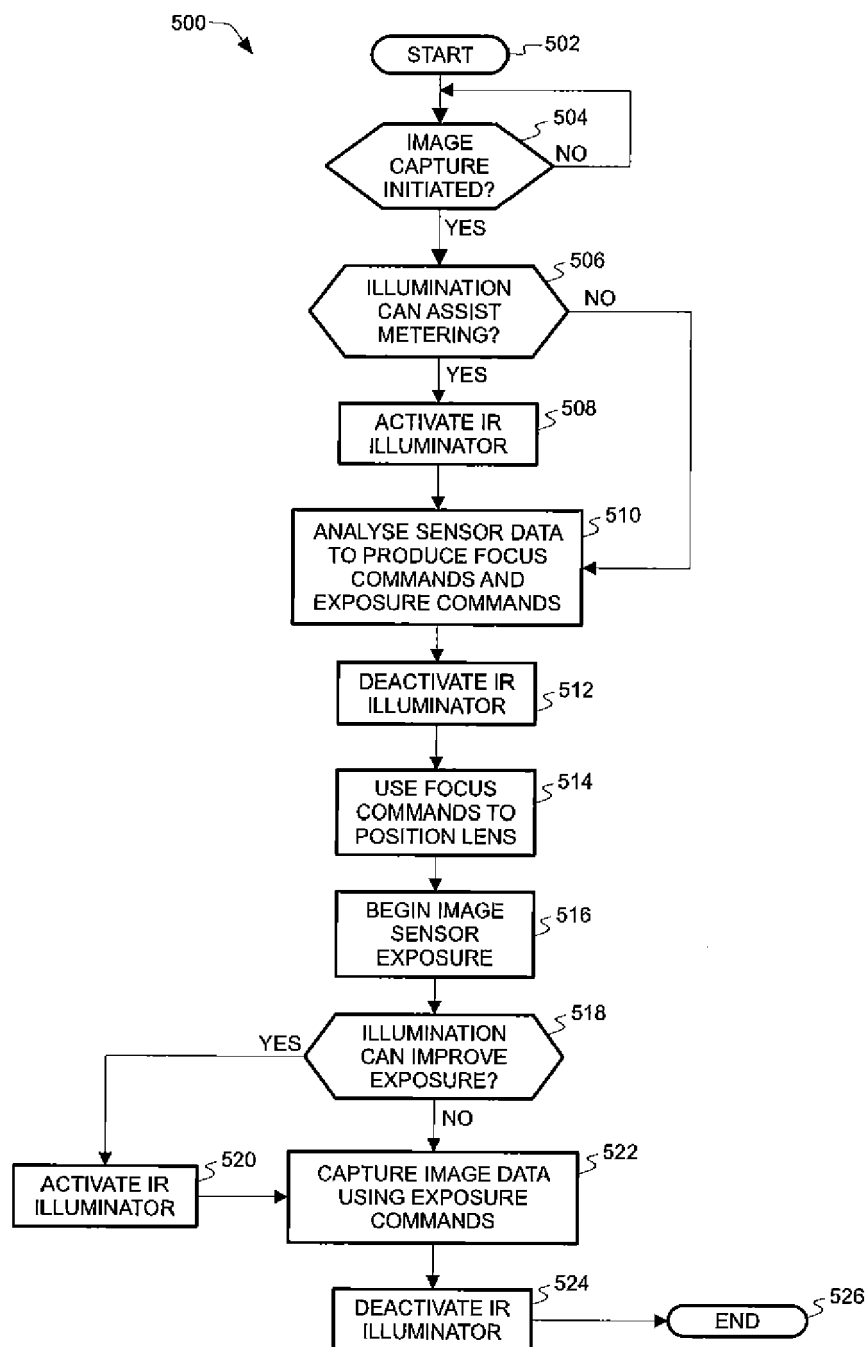 500
START
502
504
IMAGE
CAPTURE
INITIATED?
NO
YES
506
ILLUMINATION
CAN ASSIST
METERING?
NO
YES
508
ACTIVATE IR
ILLUMINATOR
510
ANALYSE SENSOR DATA
TO PRODUCE FOCUS
COMMANDS AND
EXPOSURE COMMANDS
DEACTIVATE IR
ILLUMINATOR
512
USE FOCUS
COMMANDS TO
POSITION LENS
514
BEGIN IMAGE
SENSOR
EXPOSURE
516
518
YES
ILLUMINATION
CAN IMPROVE
EXPOSURE?
NO
520
ACTIVATE IR
ILLUMINATOR
522
CAPTURE IMAGE DATA
USING EXPOSURE
COMMANDS
524
DEACTIVATE IR
ILLUMINATOR
END
526